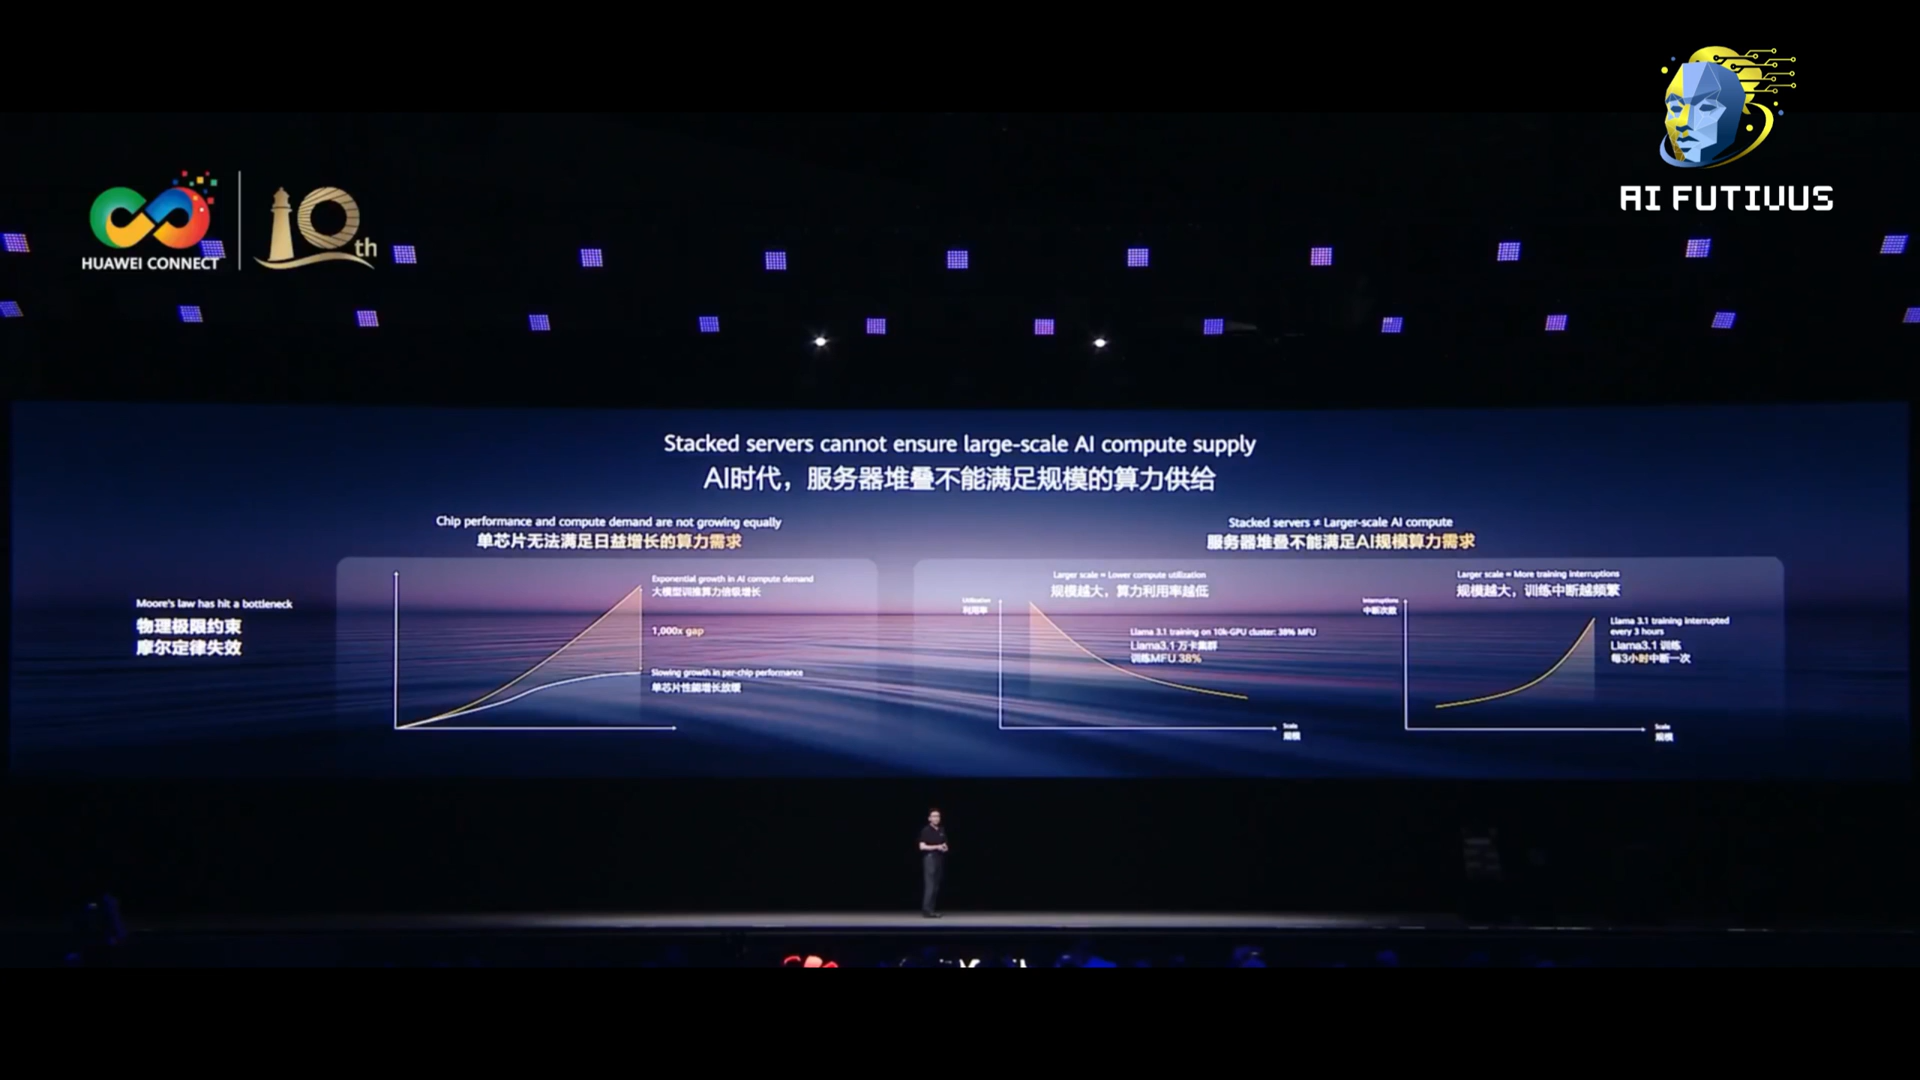 AI FUTIVUS
HUAWEI CONNECT
10th
Stacked servers cannot ensure large-scale AI compute supply
AI时代，服务器堆叠不能满足规模的算力供给
Moore's law has hit a bottleneck
物理极限约束
摩尔定律失效
Chip performance and compute demand are not growing equally
单芯片无法满足日益增长的算力需求
Exponential growth in AI compute demand
大模型训推算力倍级增长
1,000x gap
Slowing growth in per-chip performance
单芯片性能增长放缓
Stacked servers ≠ Larger-scale AI compute
服务器堆叠不能满足AI规模算力需求
Larger scale = Lower compute utilization
规模越大，算力利用率越低
Utilization
利用率
Llama 3.1 training on 10k-GPU cluster: 38% MFU
Llama3.1 万卡集群
训练MFU 38%
Scale
规模
Larger scale = More training interruptions
规模越大，训练中断越频繁
Interruptions
中断次数
Llama 3.1 training interrupted
every 3 hours
Llama3.1 训练
每3小时中断一次
Scale
规模